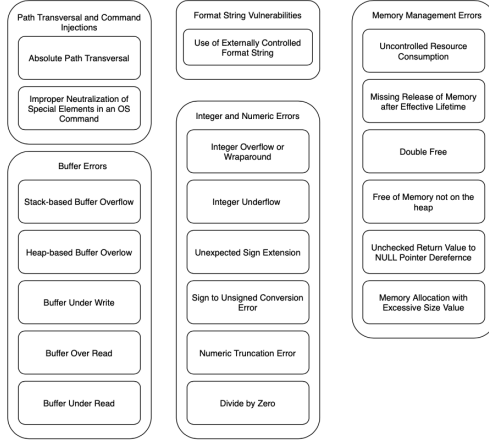 Path Transversal and Command
Injections
Absolute Path Transversal
Improper Neutralization of
Special Elements in an OS
Command
Buffer Errors
Stack-based Buffer Overflow
Heap-based Buffer Overlow
Buffer Under Write
Buffer Over Read
Buffer Under Read
Format String Vulnerabilities
Use of Externally Controlled
Format String
Integer and Numeric Errors
Integer Overflow or
Wraparound
Integer Underflow
Unexpected Sign Extension
Sign to Unsigned Conversion
Error
Numeric Truncation Error
Divide by Zero
Memory Management Errors
Uncontrolled Resource
Consumption
Missing Release of Memory
after Effective Lifetime
Double Free
Free of Memory not on the
heap
Unchecked Return Value to
NULL Pointer Derefernce
Memory Allocation with
Excessive Size Value